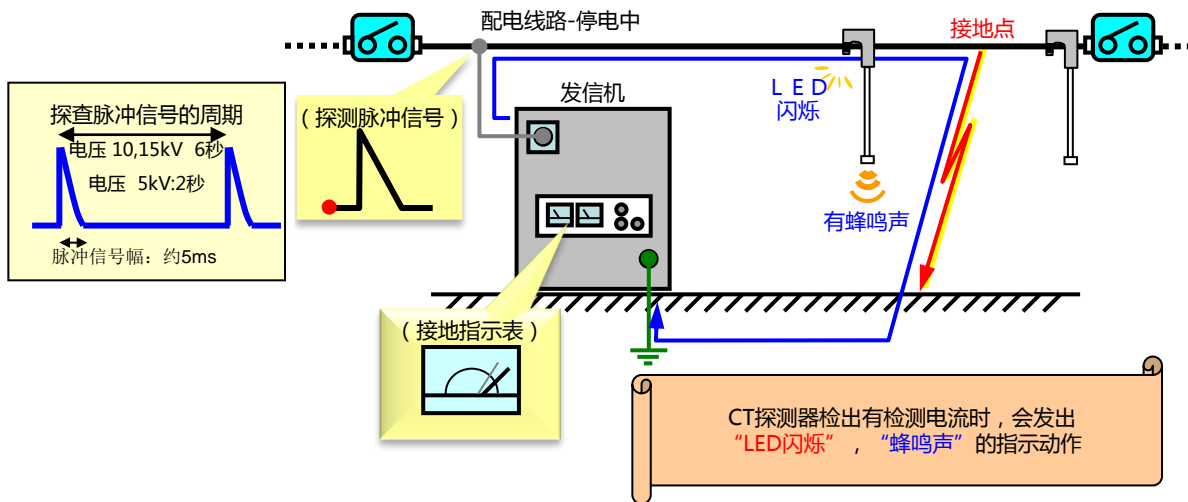 配电线路-停电中
接地点
LED
闪烁
发信机
（探测脉冲信号）
探查脉冲信号的周期
电压 10,15kV 6秒
电压 5kV:2秒
脉冲信号幅：约5ms
有蜂鸣声
（接地指示表）
CT探测器检出有检测电流时，会发出
“LED闪烁”，“蜂鸣声”的指示动作